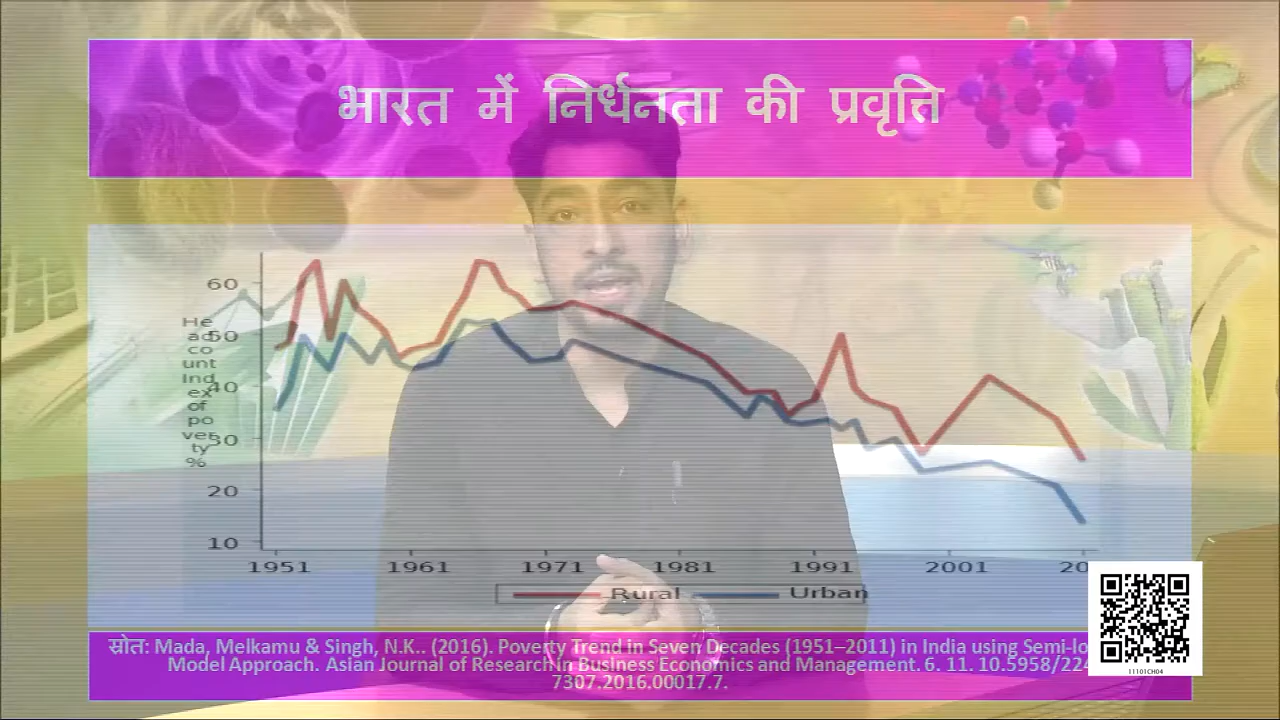 भारत में निर्धनता की प्रवृत्ति
60
50
40
30
20
10
He
ad
co
unt
Ind
ex
of
po
ver
ty
%
1951 1961 1971 1981 1991 2001 20
Rural Urban
स्रोत: Mada, Melkamu & Singh, N.K.. (2016). Poverty Trend in Seven Decades (1951–2011) in India using Semi-lo
Model Approach. Asian Journal of Research in Business Economics and Management. 6. 11. 10.5958/224
7307.2016.00017.7.
11101CH04